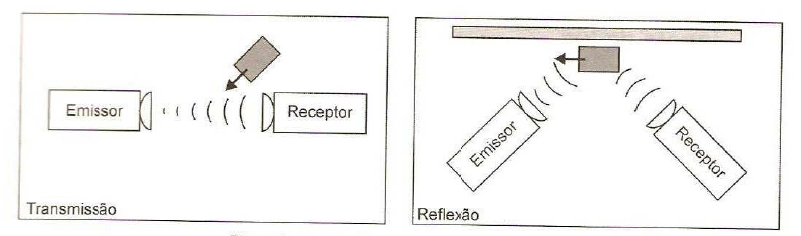 Emissor
Receptor
Transmissão
Emissor
Receptor
Reflexão